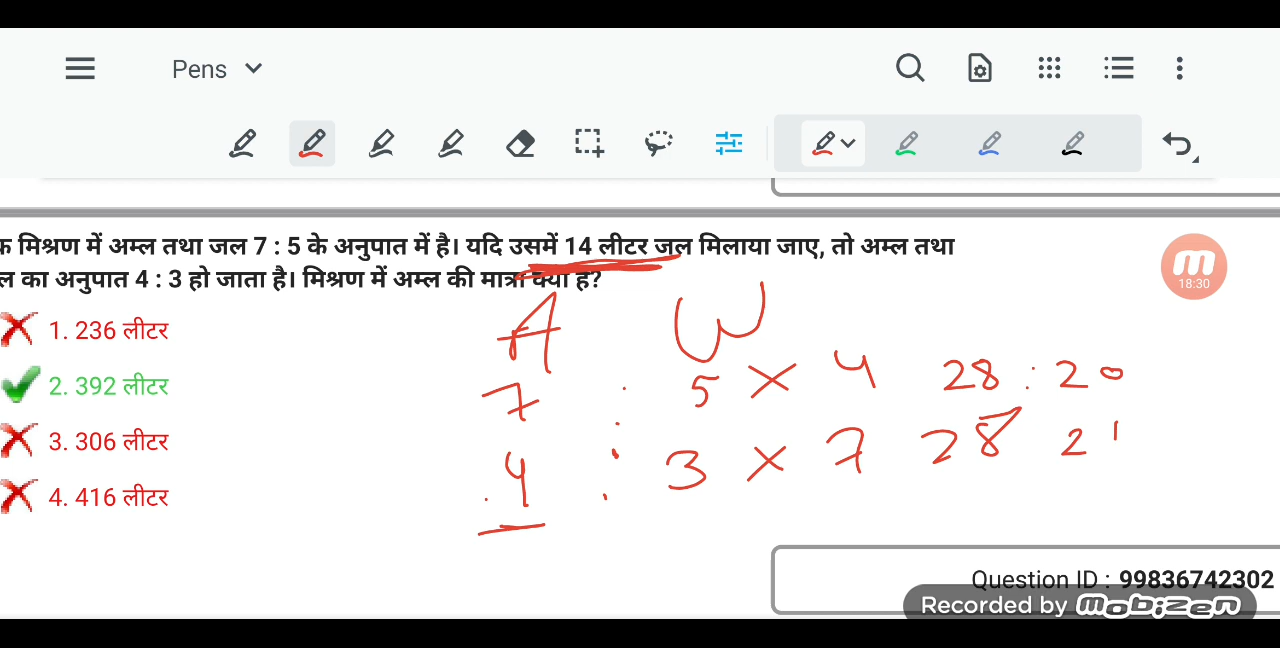 Pens
क मिश्रण में अम्ल तथा जल 7 : 5 के अनुपात में है। यदि उसमें 14 लीटर जल मिलाया जाए, तो अम्ल तथा
ल का अनुपात 4 : 3 हो जाता है। मिश्रण में अम्ल की मात्रा क्या है?
18:30
1. 236 लीटर
2. 392 लीटर
3. 306 लीटर
4. 416 लीटर
A W
7 : 5 × 4 28 : 20
4 : 3 × 7 28 21
Question ID : 99836742302
Recorded by mobizen